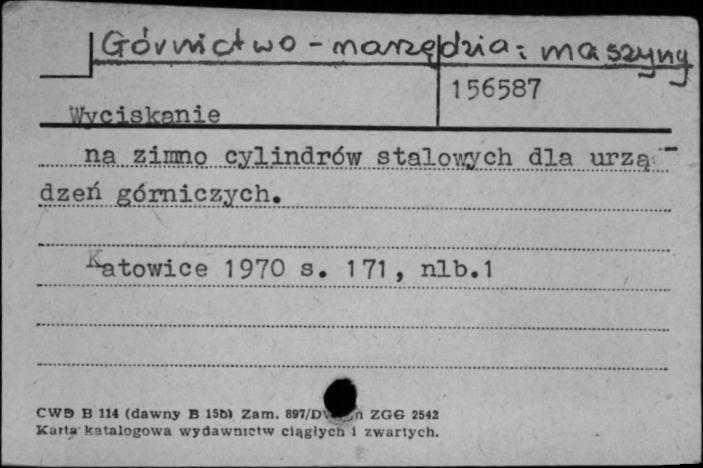 Górnictwo - narzędzia i maszyny
156587
Wyciskanie
na zimno cylindrów stalowych dla urzą-
dzeń górniczych.
Katowice 1970 s. 171, nlb.1
CWD B 114 (dawny B 15b) Zam. 897/D ZGG 2542
Karta katalogowa wydawnictw ciągłych i zwartych.